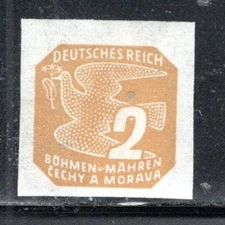 DEUTSCHES REICH
2
BÖHMEN u. MÄHREN
ČECHY A MORAVA